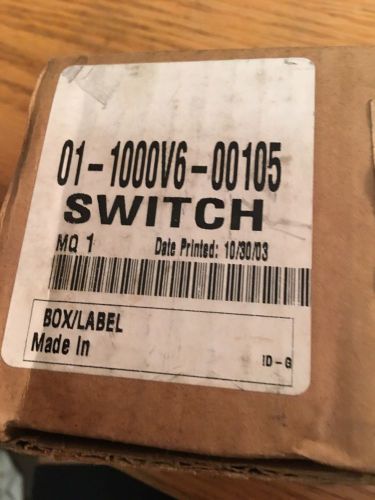 01-1000V6-00105
SWITCH
MQ 1 Date Printed: 10/30/03
BOX/LABEL
Made In
ID-G